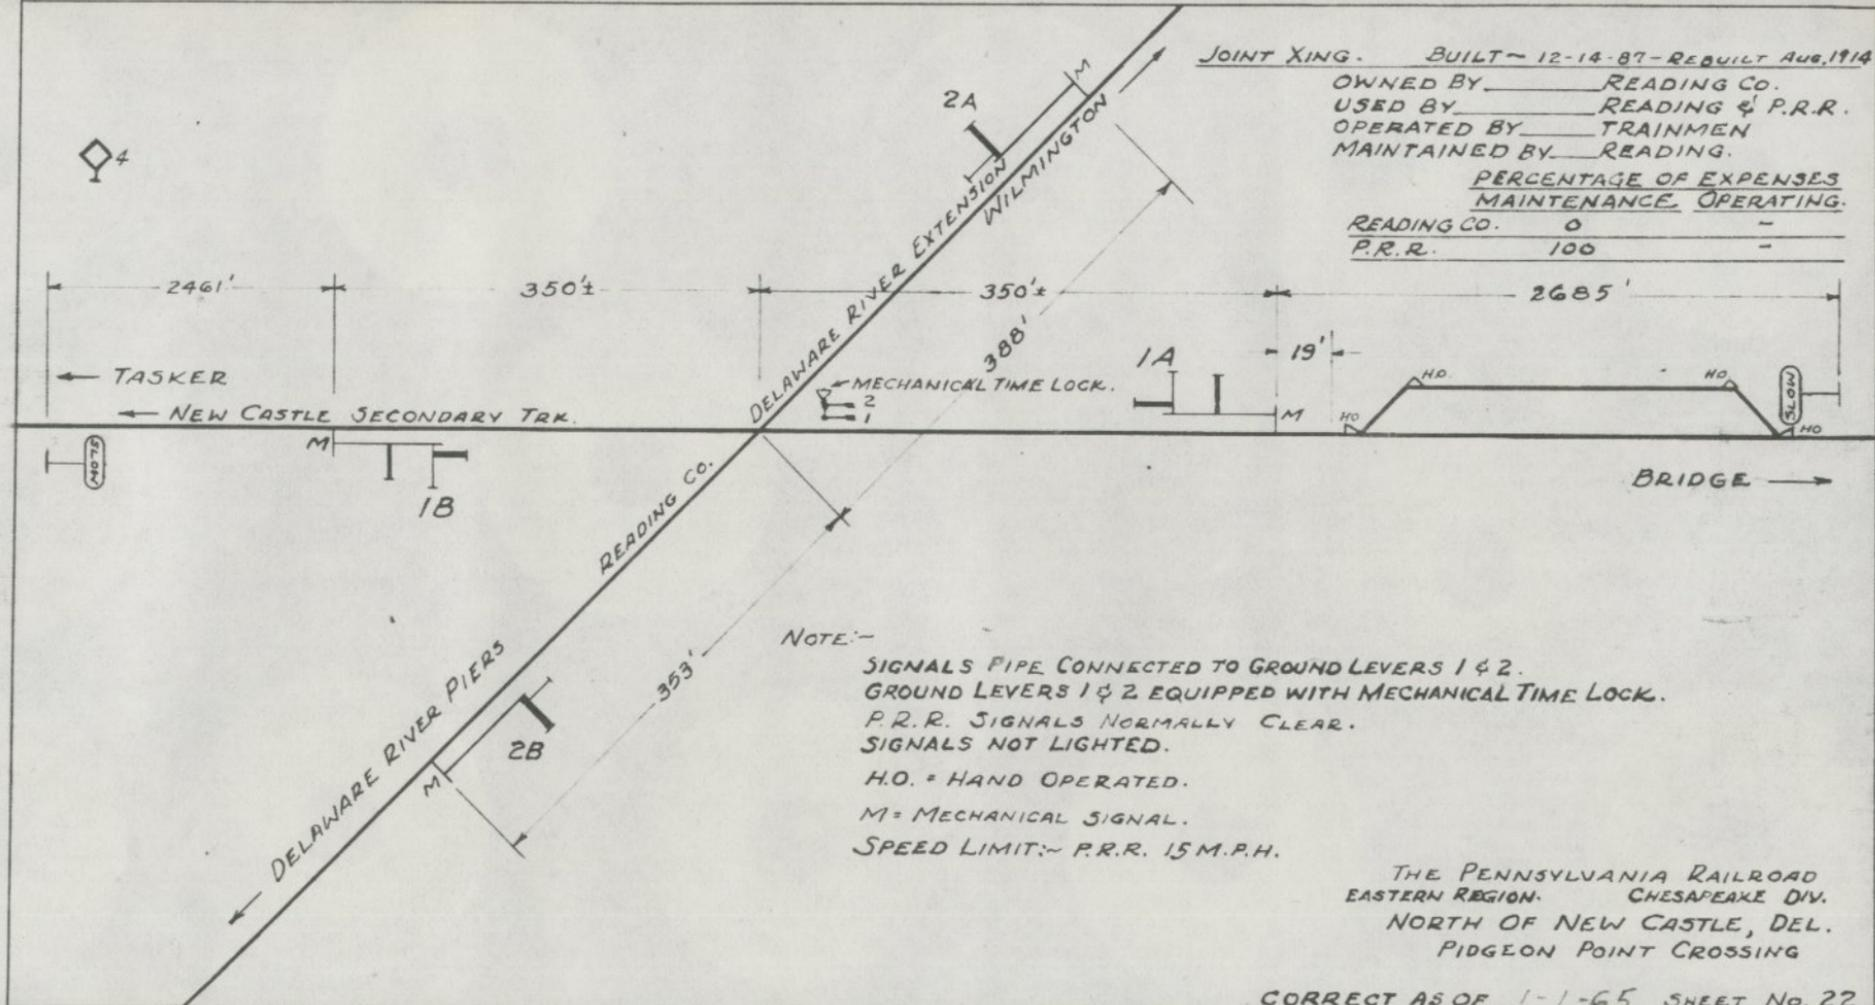 JOINT XING. BUILT~ 12-14-87-REBUILT AUG, 1914
OWNED BY READING CO.
USED BY READING & P.R.R.
OPERATED BY TRAINMEN
MAINTAINED BY READING.
PERCENTAGE OF EXPENSES
MAINTENANCE OPERATING.
READING CO. 0 -
P.R.R. 100 -
4
2A
M
WILMINGTON
DELAWARE RIVER EXTENSION
2461'
350'±
350'±
2685'
388'
19'
1A
M
TASKER
NEW CASTLE SECONDARY TRK.
MECHANICAL TIME LOCK.
2
1
H.O.
HO
HO
HO
SLOW
SLOW
M
1B
BRIDGE
READING CO.
353'
DELAWARE RIVER PIERS
2B
M
NOTE:-
SIGNALS PIPE CONNECTED TO GROUND LEVERS 1 & 2.
GROUND LEVERS 1 & 2 EQUIPPED WITH MECHANICAL TIME LOCK.
P.R.R. SIGNALS NORMALLY CLEAR.
SIGNALS NOT LIGHTED.
H.O. = HAND OPERATED.
M = MECHANICAL SIGNAL.
SPEED LIMIT:~ P.R.R. 15 M.P.H.
THE PENNSYLVANIA RAILROAD
EASTERN REGION. CHESAPEAKE DIV.
NORTH OF NEW CASTLE, DEL.
PIDGEON POINT CROSSING
CORRECT AS OF 1-1-65 SHEET No. 22